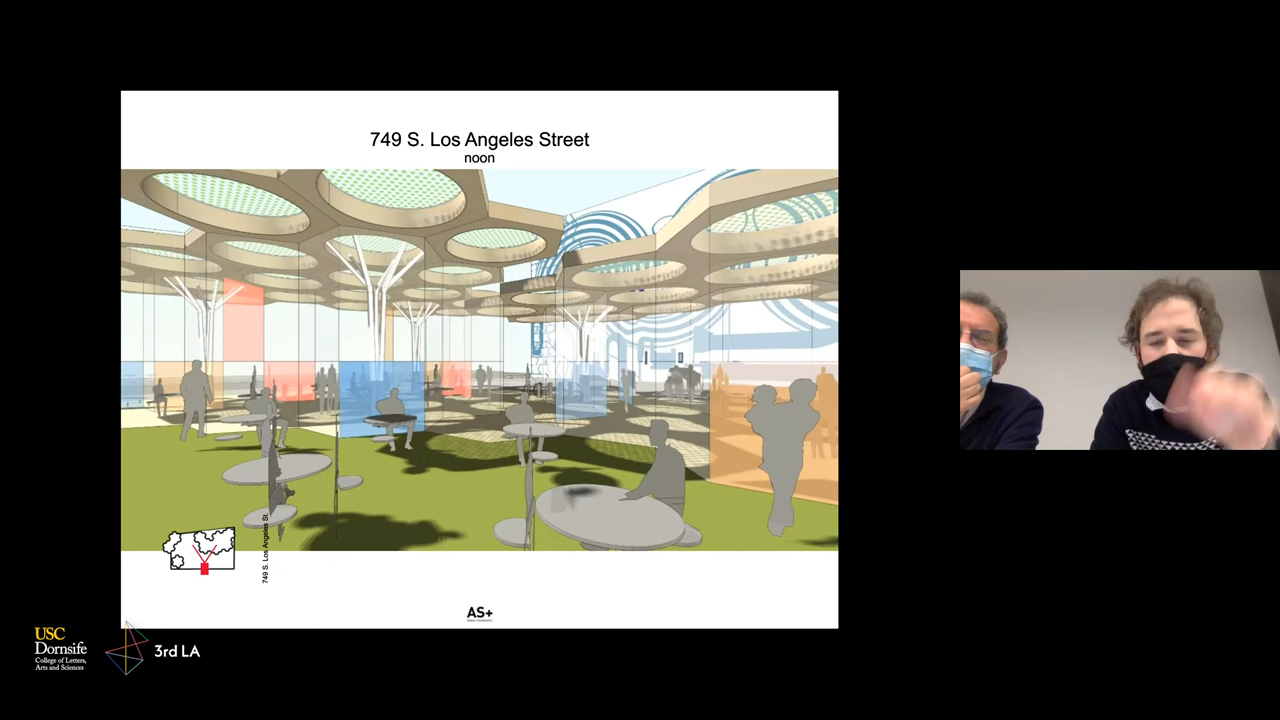 749 S. Los Angeles Street
noon
749 S. Los Angeles St.
AS+
USC
Dornsife
College of Letters,
Arts and Sciences
3rd LA